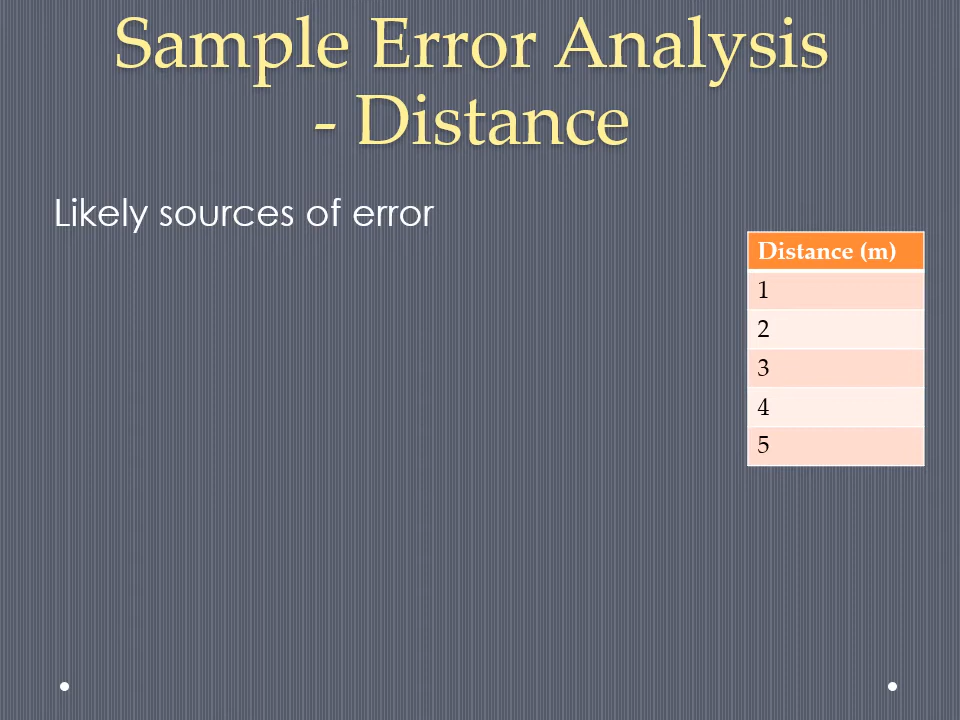 Sample Error Analysis
- Distance
Likely sources of error
Distance (m)
1
2
3
4
5